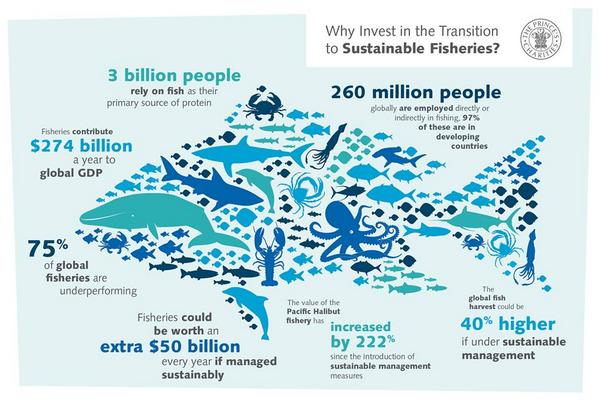 Why Invest in the Transition
to Sustainable Fisheries?
THE PRINCE'S
CHARITIES
3 billion people
rely on fish as their
primary source of protein
260 million people
globally are employed directly or
indirectly in fishing, 97%
of these are in
developing
countries
Fisheries contribute
$274 billion
a year to
global GDP
75%
of global
fisheries are
underperforming
Fisheries could
be worth an
extra $50 billion
every year if managed
sustainably
The value of the
Pacific Halibut
fishery has
increased
by 222%
since the introduction of
sustainable management
measures
The
global fish
harvest could be
40% higher
if under sustainable
management